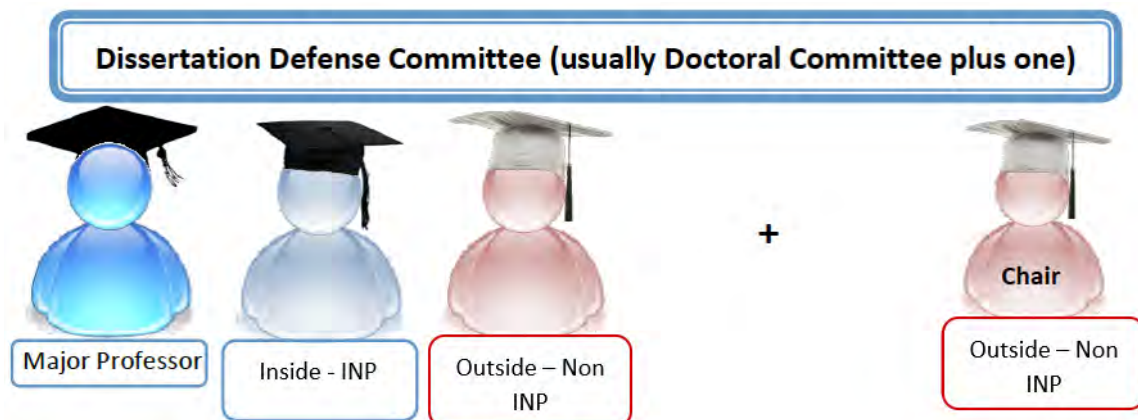 Dissertation Defense Committee (usually Doctoral Committee plus one)
+
Chair
Major Professor
Inside - INP
Outside – Non
INP
Outside – Non
INP